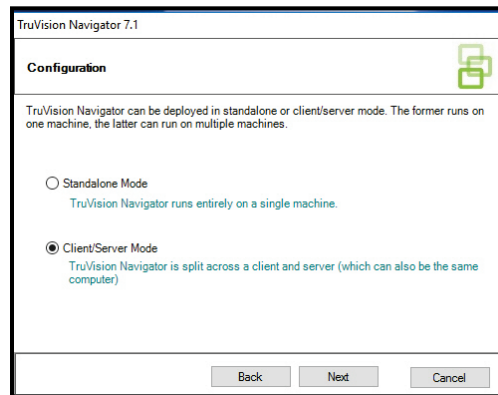 TruVision Navigator 7.1
Configuration
TruVision Navigator can be deployed in standalone or client/server mode. The former runs on
one machine, the latter can run on multiple machines.
Standalone Mode
TruVision Navigator runs entirely on a single machine.
Client/Server Mode
TruVision Navigator is split across a client and server (which can also be the same
computer)
Back Next Cancel